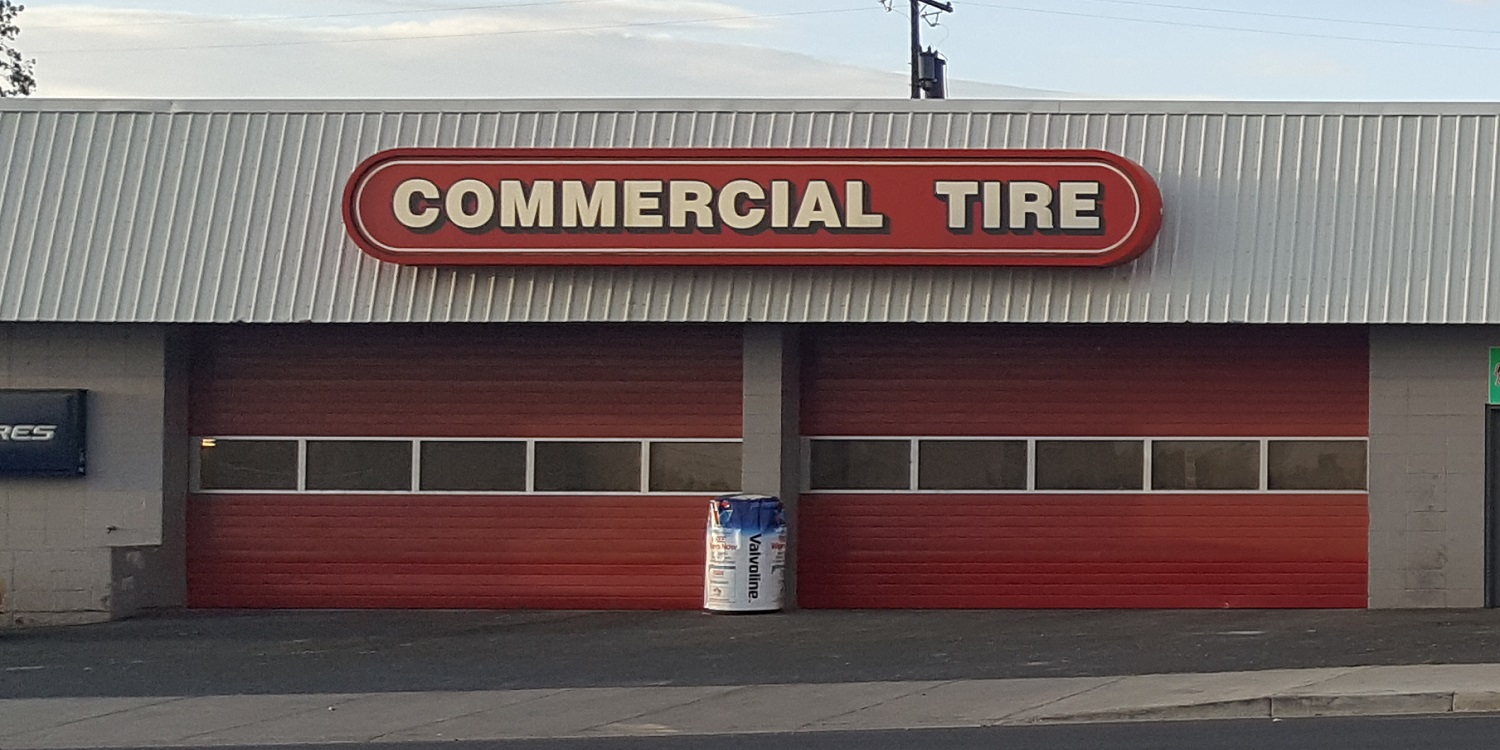 COMMERCIAL TIRE
RES
Valvoline